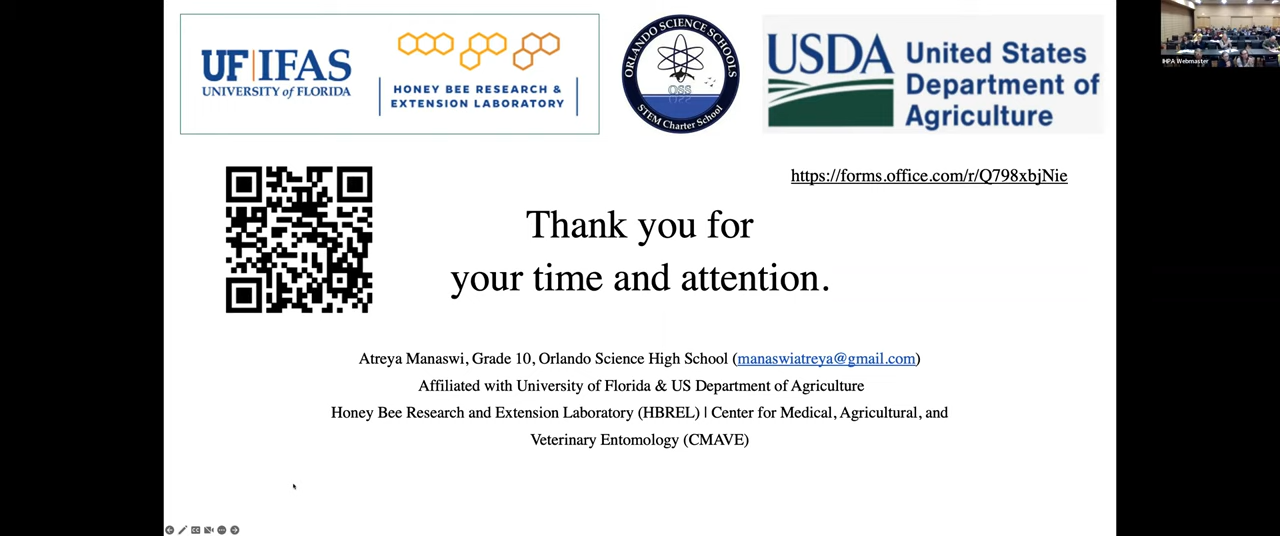 UF|IFAS
UNIVERSITY of FLORIDA
HONEY BEE RESEARCH &
EXTENSION LABORATORY
ORLANDO SCIENCE SCHOOLS
OSS
STEM Charter School
USDA
United States
Department of
Agriculture
IHPA Webmaster
https://forms.office.com/r/Q798xbjNie
Thank you for
your time and attention.
Atreya Manaswi, Grade 10, Orlando Science High School (manaswiatreya@gmail.com)
Affiliated with University of Florida & US Department of Agriculture
Honey Bee Research and Extension Laboratory (HBREL) | Center for Medical, Agricultural, and
Veterinary Entomology (CMAVE)